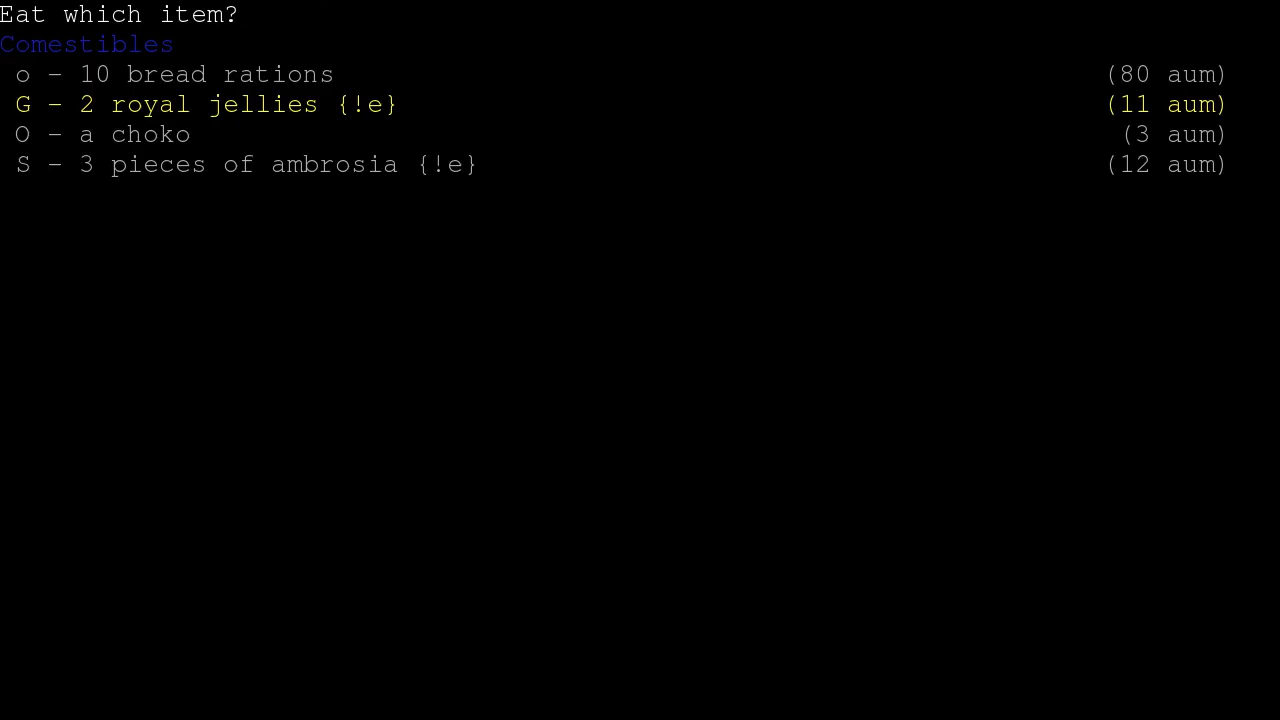 Eat which item?
Comestibles
o - 10 bread rations (80 aum)
G - 2 royal jellies {!e} (11 aum)
O - a choko (3 aum)
S - 3 pieces of ambrosia {!e} (12 aum)